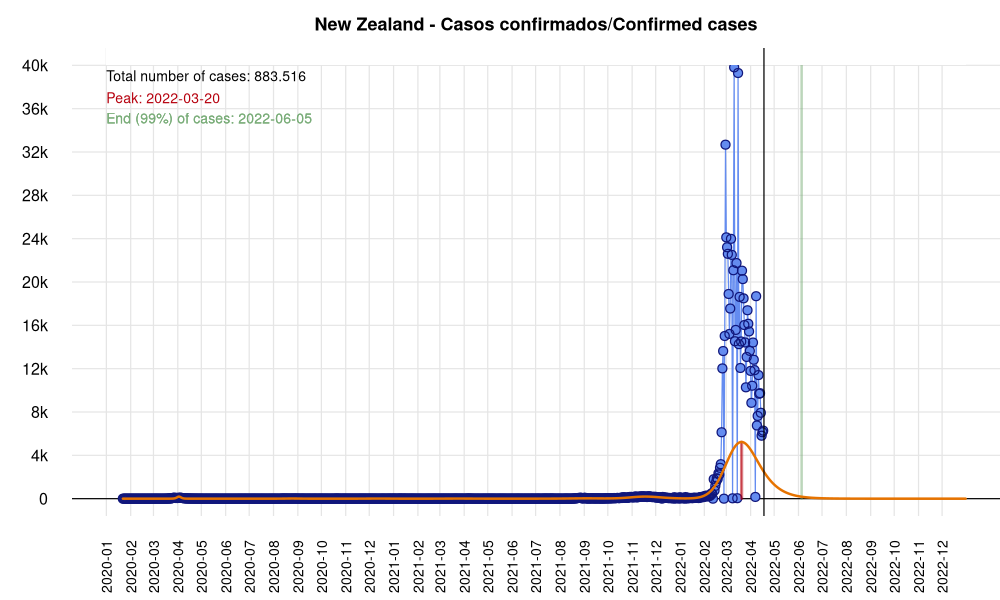 New Zealand - Casos confirmados/Confirmed cases
Total number of cases: 883.516
Peak: 2022-03-20
End (99%) of cases: 2022-06-05
40k
36k
32k
28k
24k
20k
16k
12k
8k
4k
0
2020-01
2020-02
2020-03
2020-04
2020-05
2020-06
2020-07
2020-08
2020-09
2020-10
2020-11
2020-12
2021-01
2021-02
2021-03
2021-04
2021-05
2021-06
2021-07
2021-08
2021-09
2021-10
2021-11
2021-12
2022-01
2022-02
2022-03
2022-04
2022-05
2022-06
2022-07
2022-08
2022-09
2022-10
2022-11
2022-12